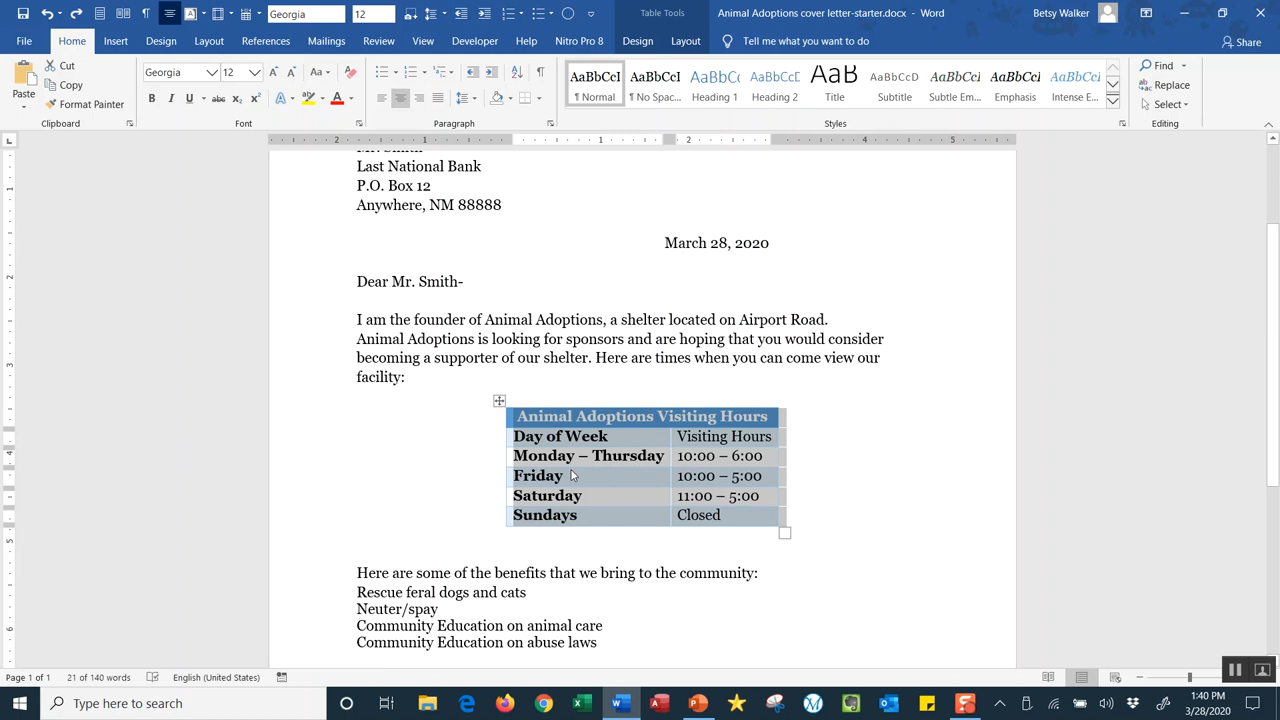 Georgia
12
Table Tools
Animal Adoptions cover letter-starter.docx - Word
Betsy Walker
File
Home
Insert
Design
Layout
References
Mailings
Review
View
Developer
Nitro Pro 8
Design
Layout
Tell me what you want to do
Share
Paste
Cut
Copy
Format Painter
Clipboard
Georgia
12
Font
Paragraph
AaBbCcI
¶ Normal
AaBbCcI
¶ No Spac...
AaBbCc
Heading 1
AaBbCcD
Heading 2
AaB
Title
AaBbCcD
Subtitle
AaBbCcI
Subtle Em...
AaBbCcI
Emphasis
AaBbCcI
Intense E...
Styles
Find
Replace
Select
Editing
Mr. Smith
Last National Bank
P.O. Box 12
Anywhere, NM 88888
March 28, 2020
Dear Mr. Smith-
I am the founder of Animal Adoptions, a shelter located on Airport Road.
Animal Adoptions is looking for sponsors and are hoping that you would consider
becoming a supporter of our shelter. Here are times when you can come view our
facility:
Animal Adoptions Visiting Hours
Day of Week Visiting Hours
Monday – Thursday 10:00 – 6:00
Friday 10:00 – 5:00
Saturday 11:00 – 5:00
Sundays Closed
Here are some of the benefits that we bring to the community:
Rescue feral dogs and cats
Neuter/spay
Community Education on animal care
Community Education on abuse laws
Page 1 of 1
21 of 140 words
English (United States)
Type here to search
1:40 PM
3/28/2020